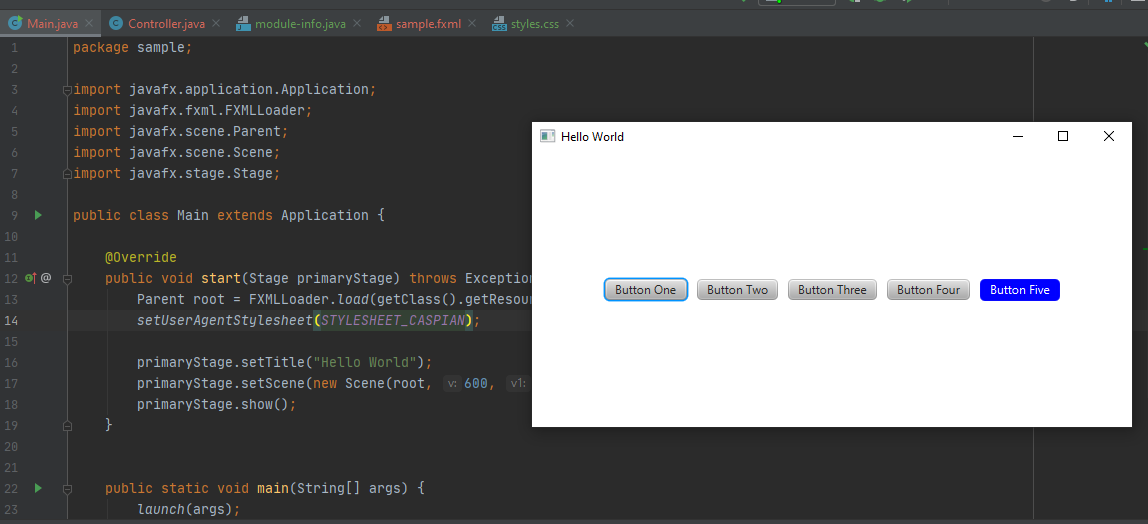 Main.java Controller.java module-info.java sample.fxml styles.css
1 package sample;
2
3 import javafx.application.Application;
4 import javafx.fxml.FXMLLoader;
5 import javafx.scene.Parent;
6 import javafx.scene.Scene;
7 import javafx.stage.Stage;
8
9 public class Main extends Application {
10
11 @Override
12 public void start(Stage primaryStage) throws Exception
13 Parent root = FXMLLoader.load(getClass().getResou
14 setUserAgentStylesheet(STYLESHEET_CASPIAN);
15
16 primaryStage.setTitle("Hello World");
17 primaryStage.setScene(new Scene(root, v: 600, v1:
18 primaryStage.show();
19 }
20
21
22 public static void main(String[] args) {
23 launch(args);
Hello World
Button One Button Two Button Three Button Four Button Five